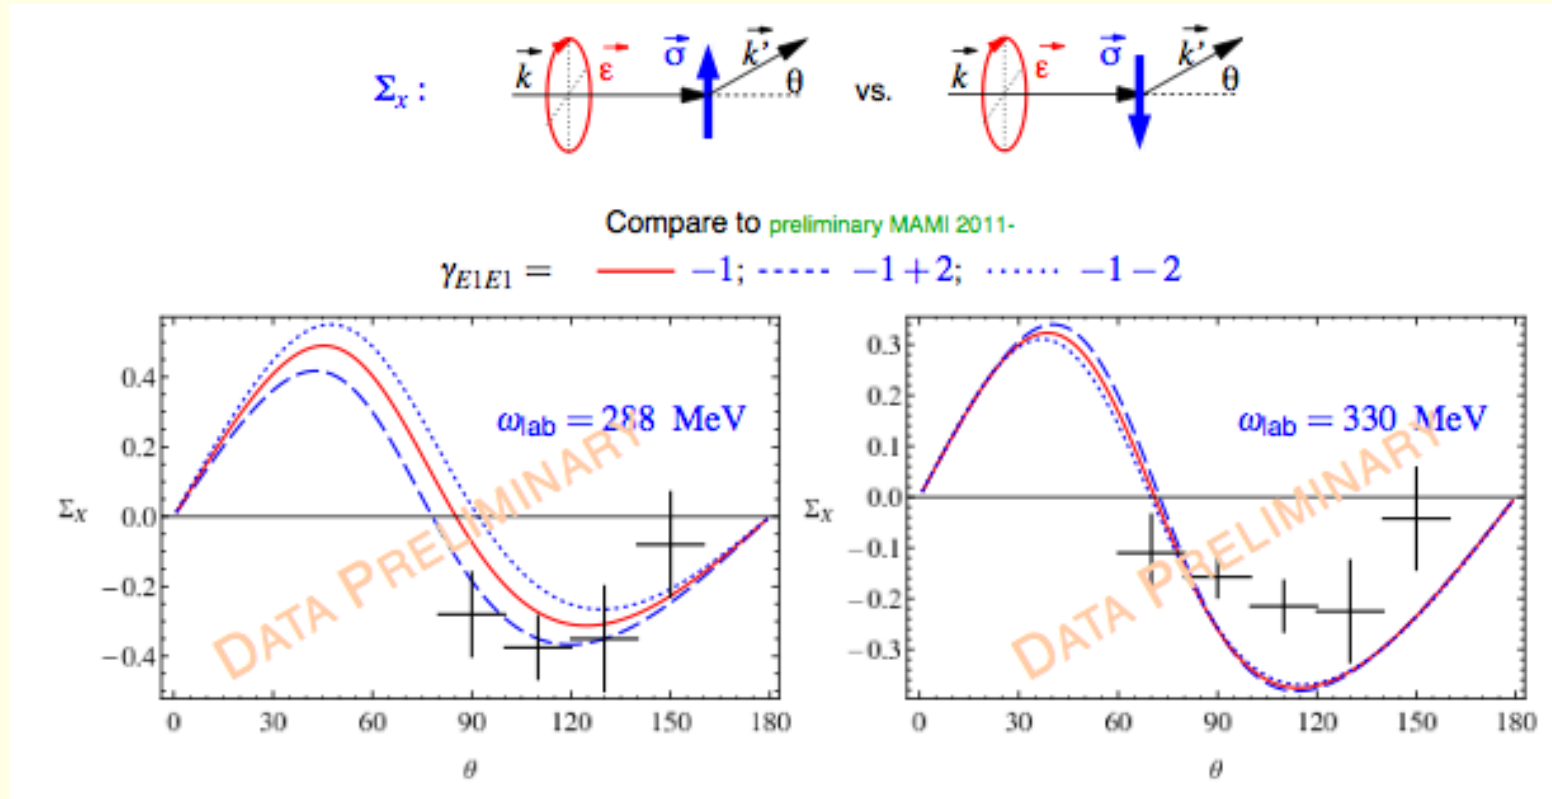 Σx :
k ε σ k' θ
vs.
k ε σ k' θ
Compare to preliminary MAMI 2011-
γE1E1 = −1; −1+2; −1−2
0.4
0.2
0.0
−0.2
−0.4
Σx
ωlab = 288 MeV
DATA PRELIMINARY
0 30 60 90 120 150 180
θ
0.3
0.2
0.1
0.0
−0.1
−0.2
−0.3
Σx
ωlab = 330 MeV
DATA PRELIMINARY
0 30 60 90 120 150 180
θ